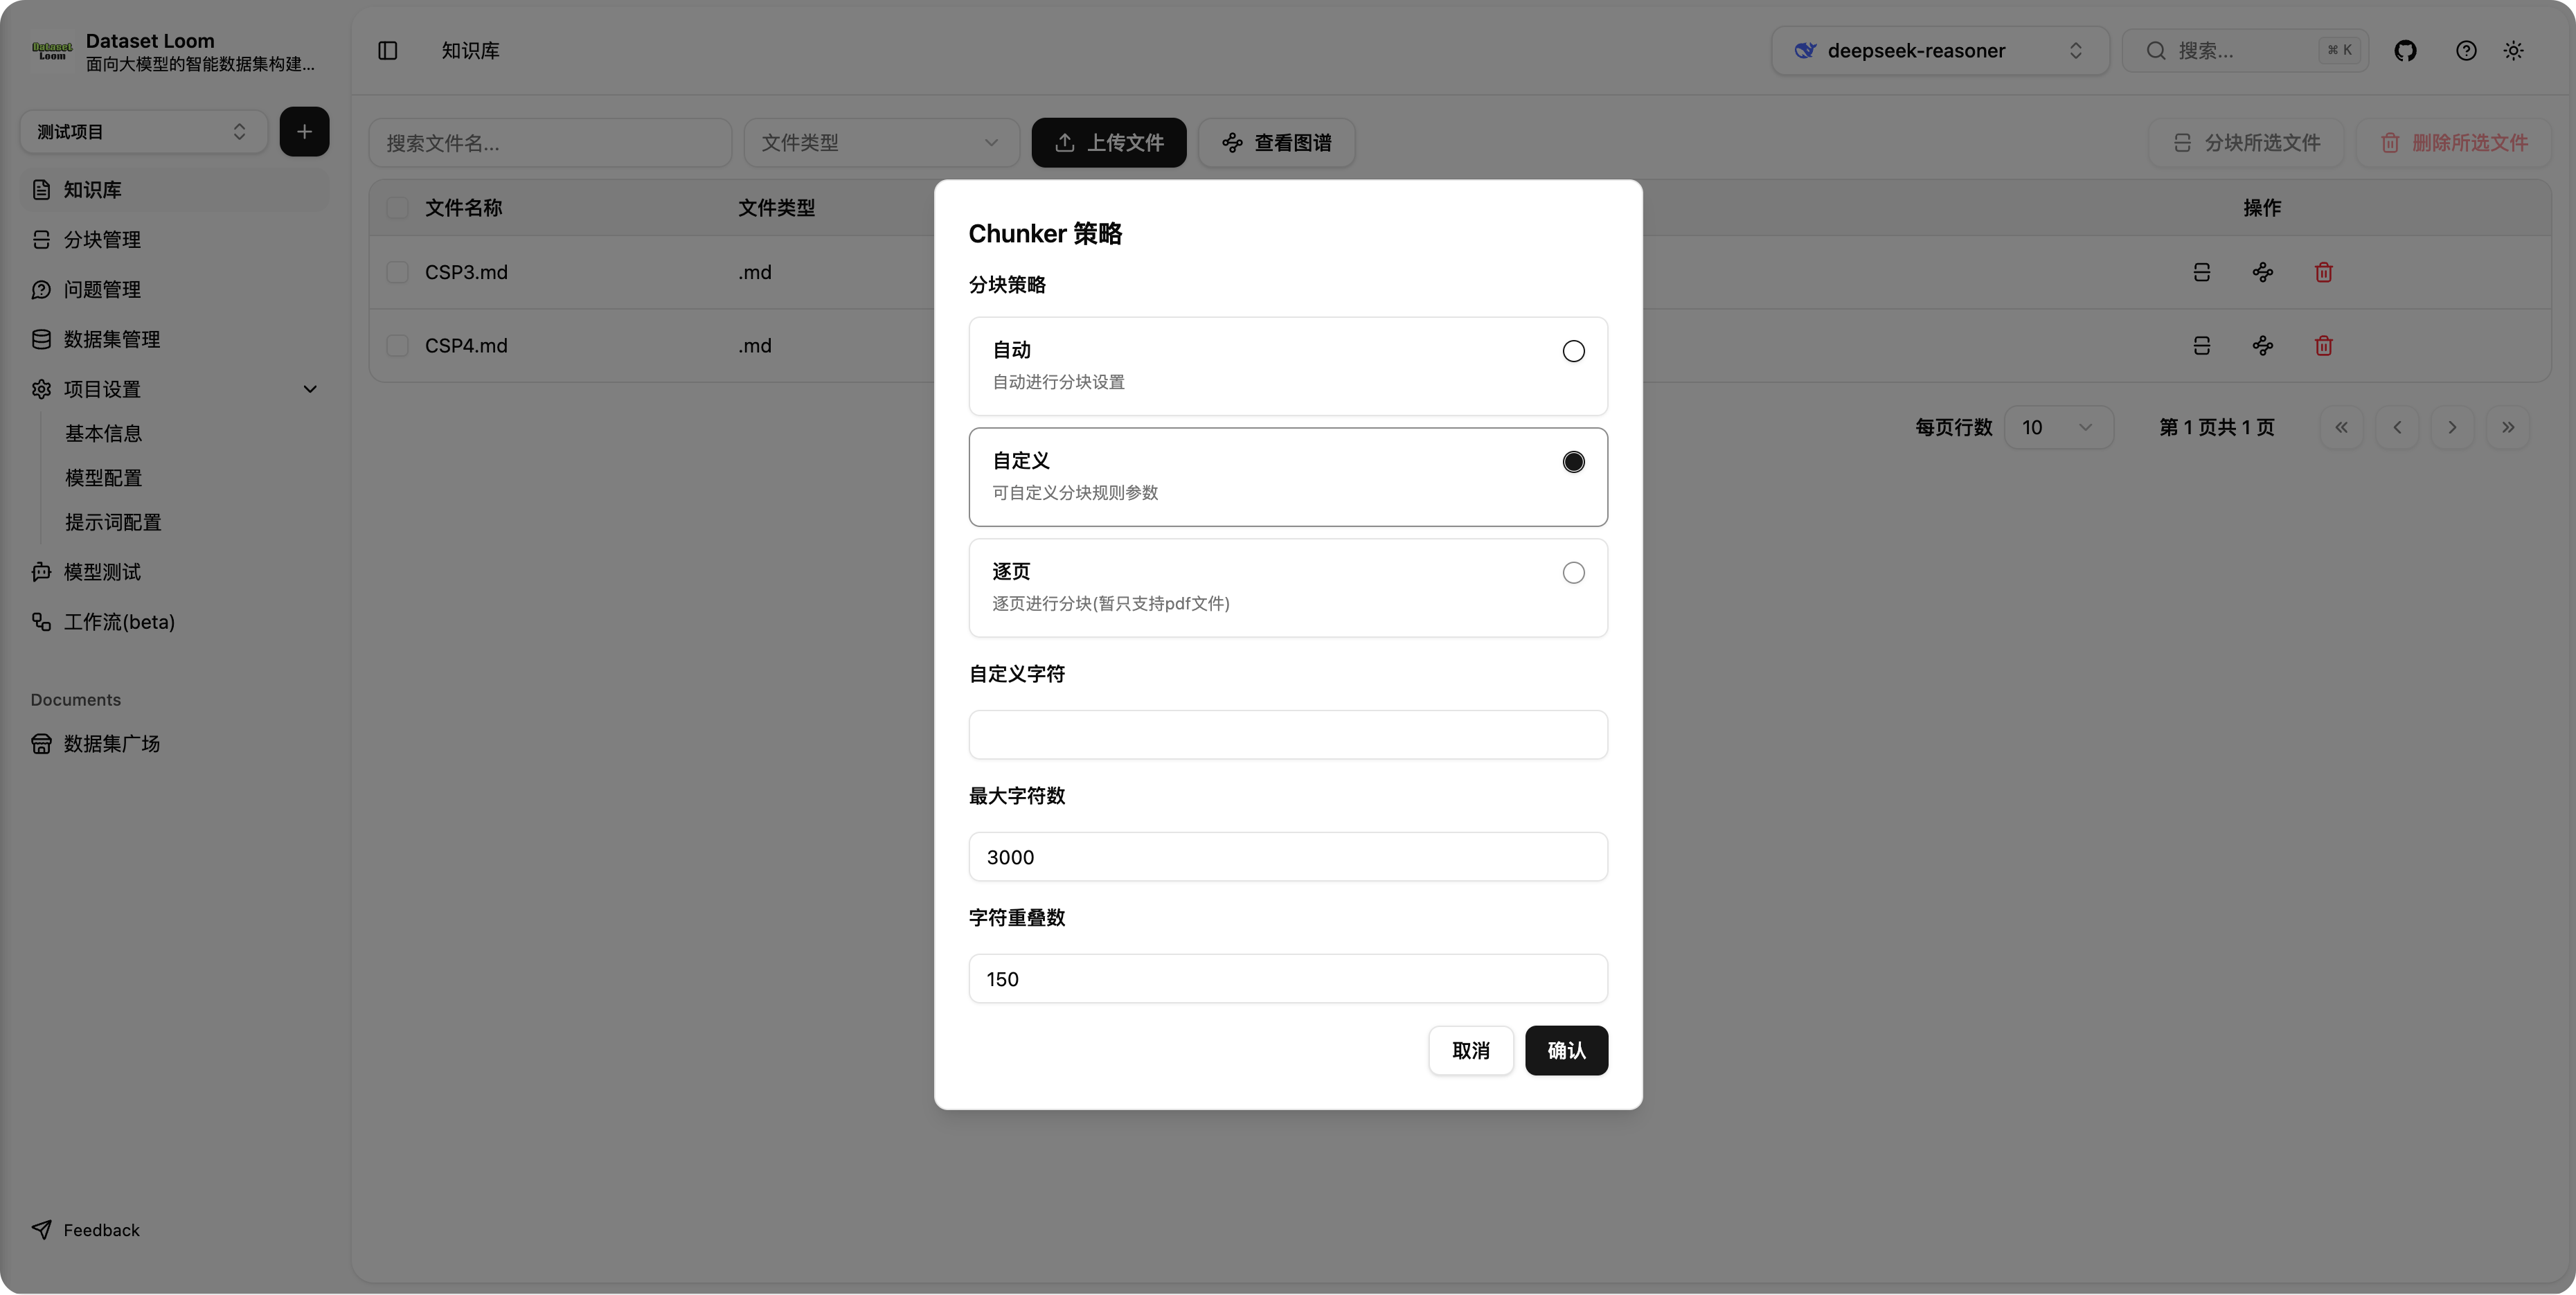 Dataset Loom
Dataset Loom
面向大模型的智能数据集构建...
知识库
deepseek-reasoner
搜索...
⌘ K
测试项目
搜索文件名...
文件类型
上传文件
查看图谱
分块所选文件
删除所选文件
知识库
分块管理
问题管理
数据集管理
项目设置
基本信息
模型配置
提示词配置
模型测试
工作流(beta)
Documents
数据集广场
Feedback
文件名称
文件类型
操作
CSP3.md
.md
CSP4.md
.md
每页行数
10
第 1 页共 1 页
Chunker 策略
分块策略
自动
自动进行分块设置
自定义
可自定义分块规则参数
逐页
逐页进行分块(暂只支持pdf文件)
自定义字符
最大字符数
3000
字符重叠数
150
取消
确认